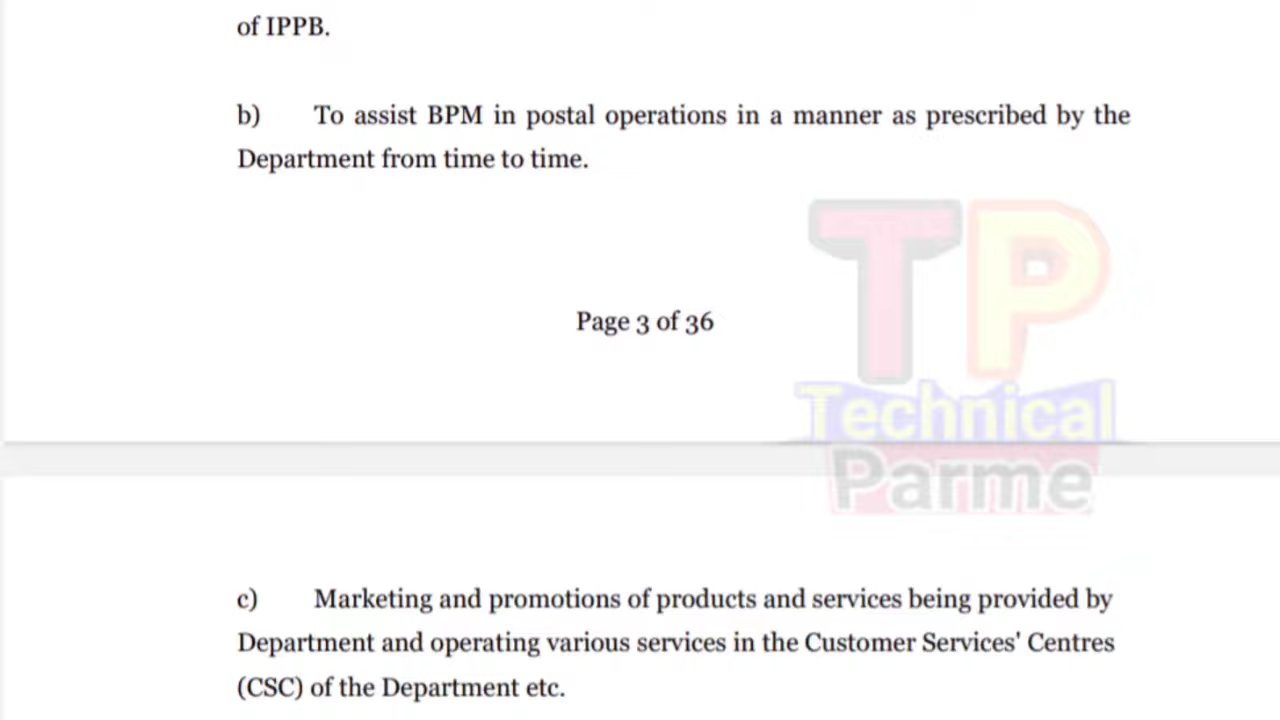 of IPPB.
b) To assist BPM in postal operations in a manner as prescribed by the
Department from time to time.
TP
Page 3 of 36
Technical
Parme
c) Marketing and promotions of products and services being provided by
Department and operating various services in the Customer Services' Centres
(CSC) of the Department etc.